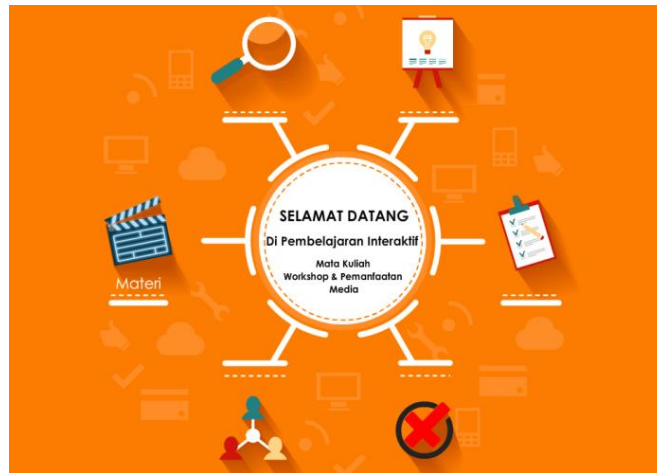 SELAMAT DATANG
Di Pembelajaran Interaktif
Mata Kuliah
Workshop & Pemanfaatan
Media
Materi